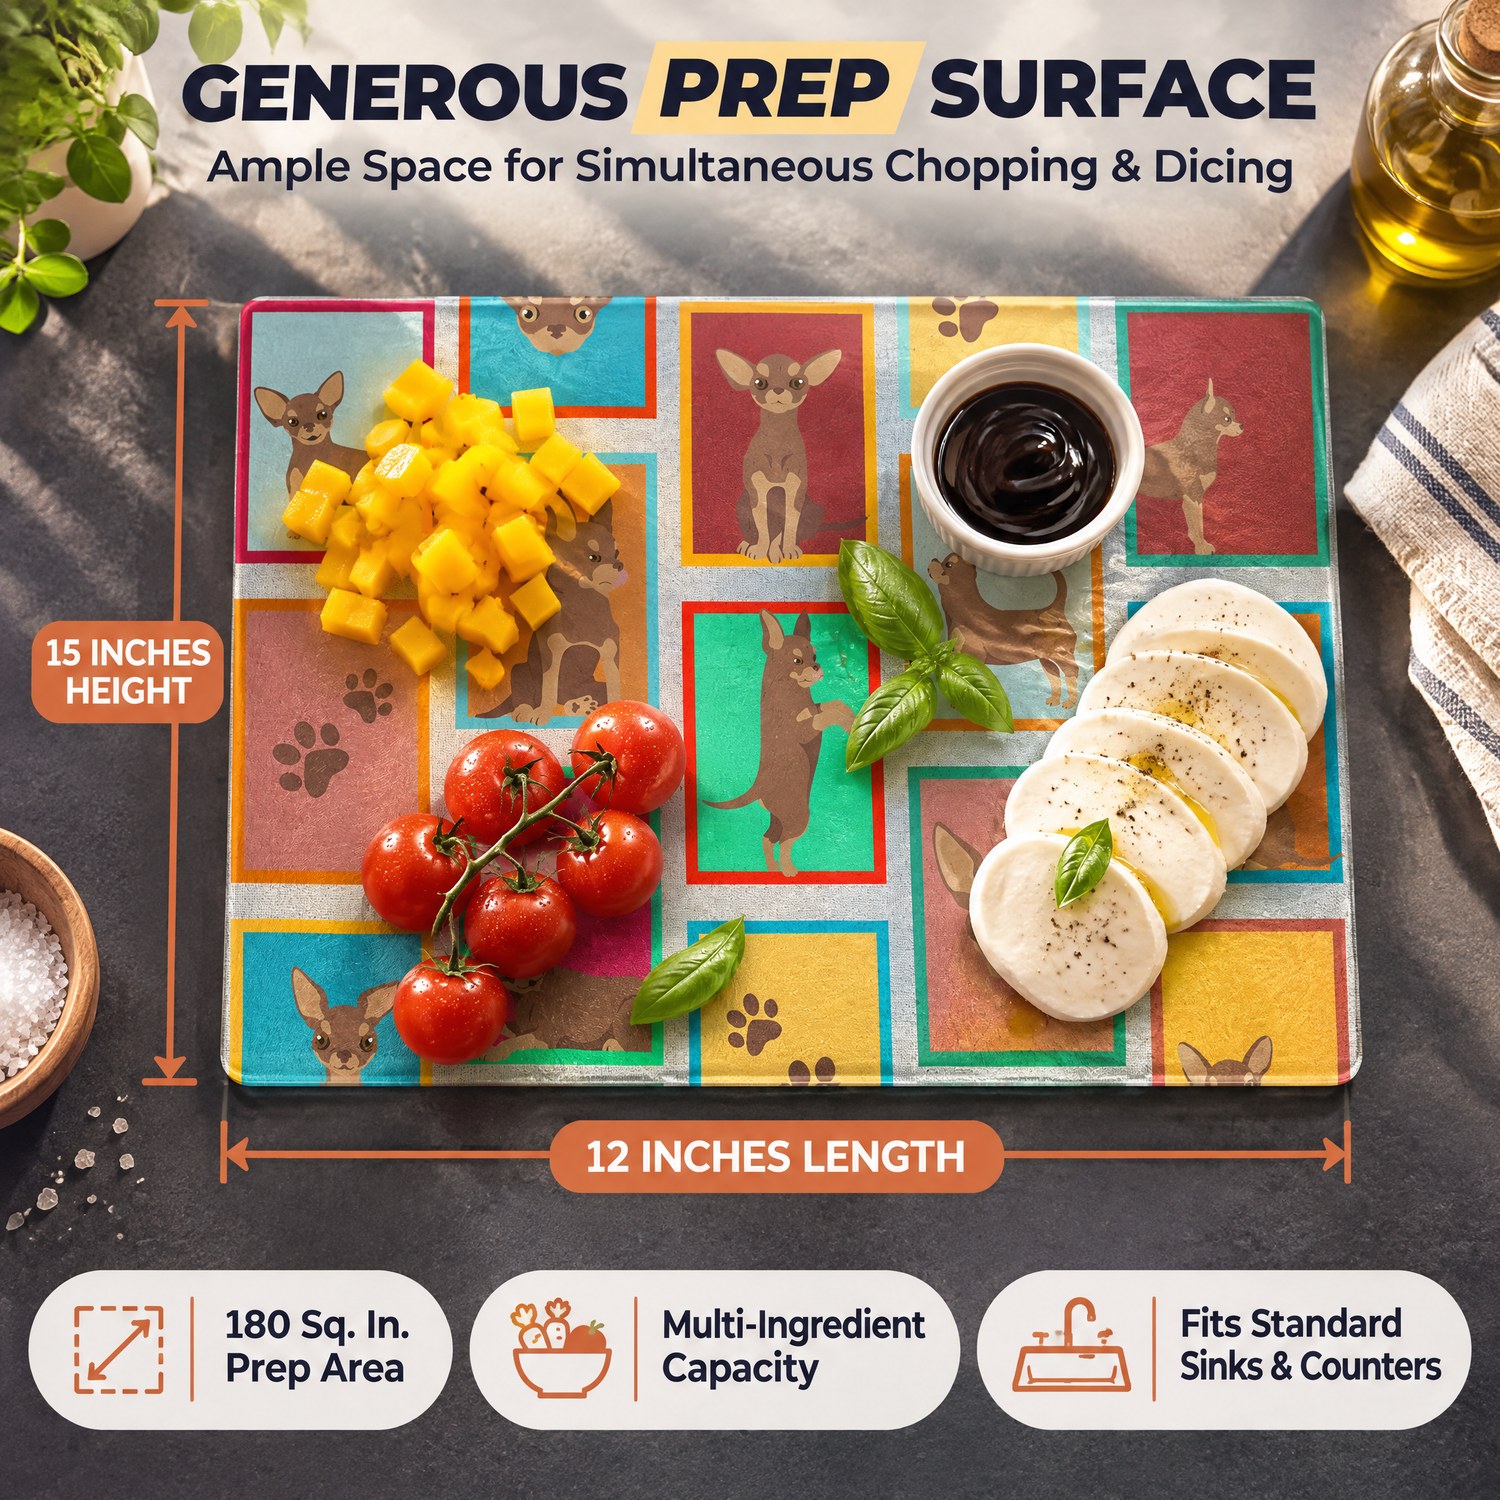 GENEROUS PREP SURFACE
Ample Space for Simultaneous Chopping & Dicing
15 INCHES
HEIGHT
12 INCHES LENGTH
180 Sq. In.
Prep Area
Multi-Ingredient
Capacity
Fits Standard
Sinks & Counters